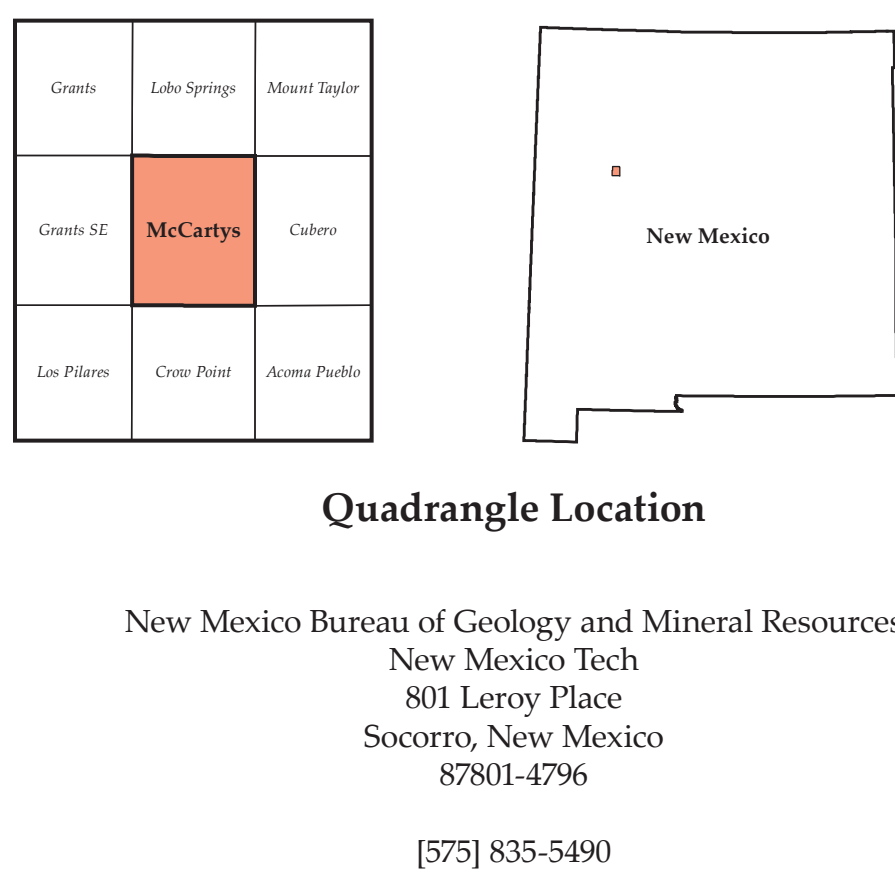 Grants Lobo Springs Mount Taylor
Grants SE McCartys Cubero
Los Pilares Crow Point Acoma Pueblo
New Mexico
Quadrangle Location
New Mexico Bureau of Geology and Mineral Resources
New Mexico Tech
801 Leroy Place
Socorro, New Mexico
87801-4796
[575] 835-5490